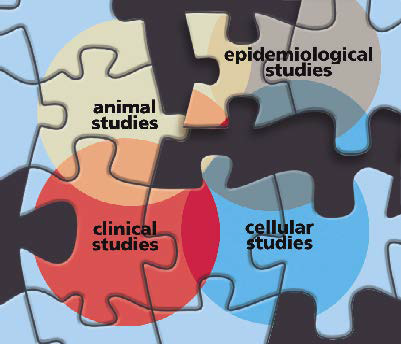 epidemiological
studies
animal
studies
clinical
studies
cellular
studies